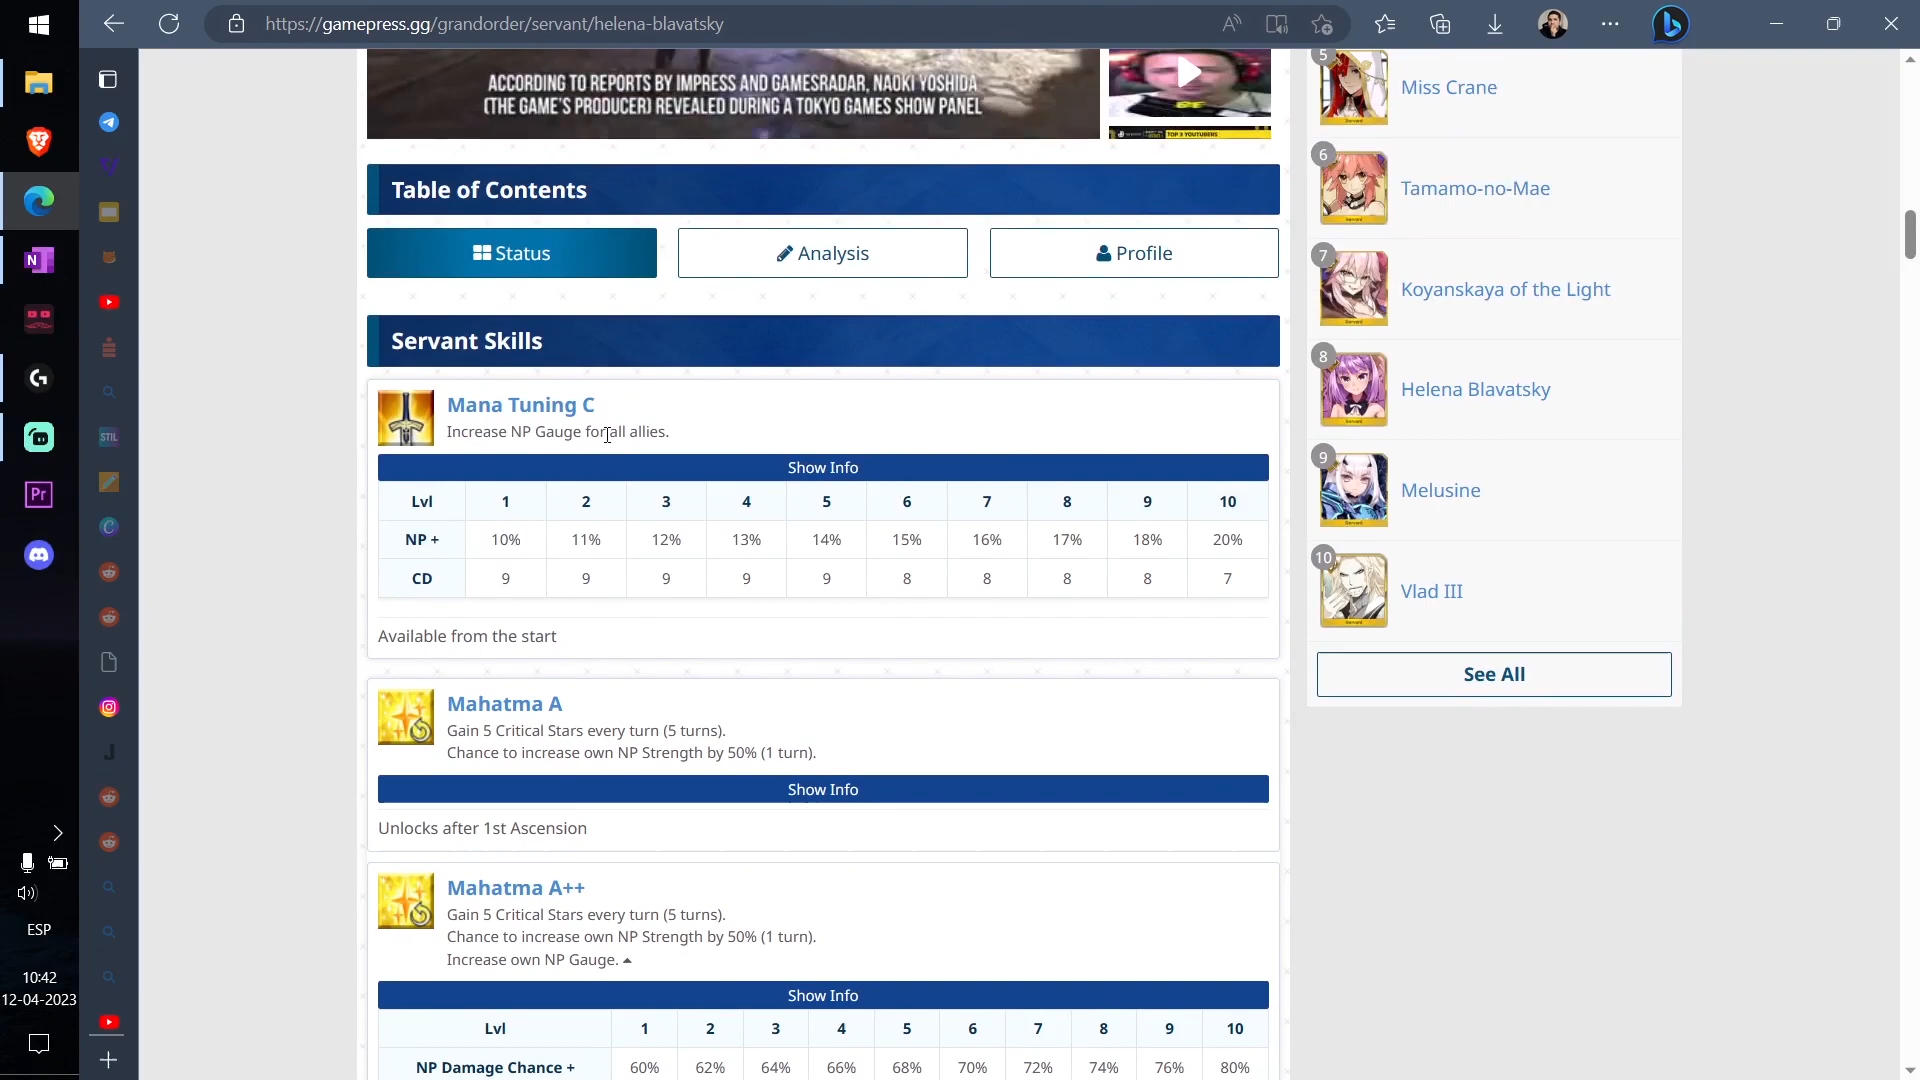 https://gamepress.gg/grandorder/servant/helena-blavatsky
ACCORDING TO REPORTS BY IMPRESS AND GAMESRADAR, NAOKI YOSHIDA
(THE GAME'S PRODUCER) REVEALED DURING A TOKYO GAMES SHOW PANEL
TOP 3 YOUTUBERS
Table of Contents
Status
Analysis
Profile
Servant Skills
Mana Tuning C
Increase NP Gauge for all allies.
Show Info
Lvl 1 2 3 4 5 6 7 8 9 10
NP + 10% 11% 12% 13% 14% 15% 16% 17% 18% 20%
CD 9 9 9 9 9 8 8 8 8 7
Available from the start
Mahatma A
Gain 5 Critical Stars every turn (5 turns).
Chance to increase own NP Strength by 50% (1 turn).
Show Info
Unlocks after 1st Ascension
Mahatma A++
Gain 5 Critical Stars every turn (5 turns).
Chance to increase own NP Strength by 50% (1 turn).
Increase own NP Gauge.
Show Info
Lvl 1 2 3 4 5 6 7 8 9 10
NP Damage Chance + 60% 62% 64% 66% 68% 70% 72% 74% 76% 80%
5 Miss Crane
6 Tamamo-no-Mae
7 Koyanskaya of the Light
8 Helena Blavatsky
9 Melusine
10 Vlad III
See All
N
Pr
STIL
C
J
ESP
10:42
12-04-2023